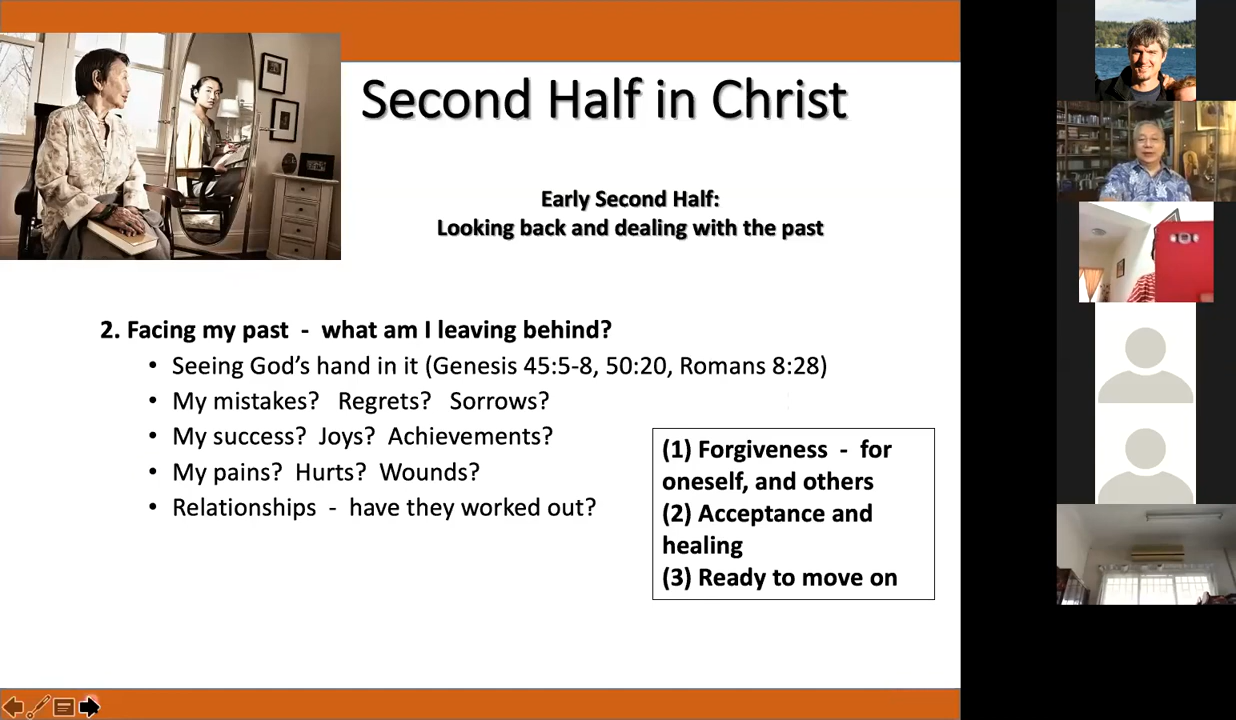 Second Half in Christ
Early Second Half:
Looking back and dealing with the past
2. Facing my past - what am I leaving behind?
• Seeing God's hand in it (Genesis 45:5-8, 50:20, Romans 8:28)
• My mistakes? Regrets? Sorrows?
• My success? Joys? Achievements?
• My pains? Hurts? Wounds?
• Relationships - have they worked out?
(1) Forgiveness - for
oneself, and others
(2) Acceptance and
healing
(3) Ready to move on